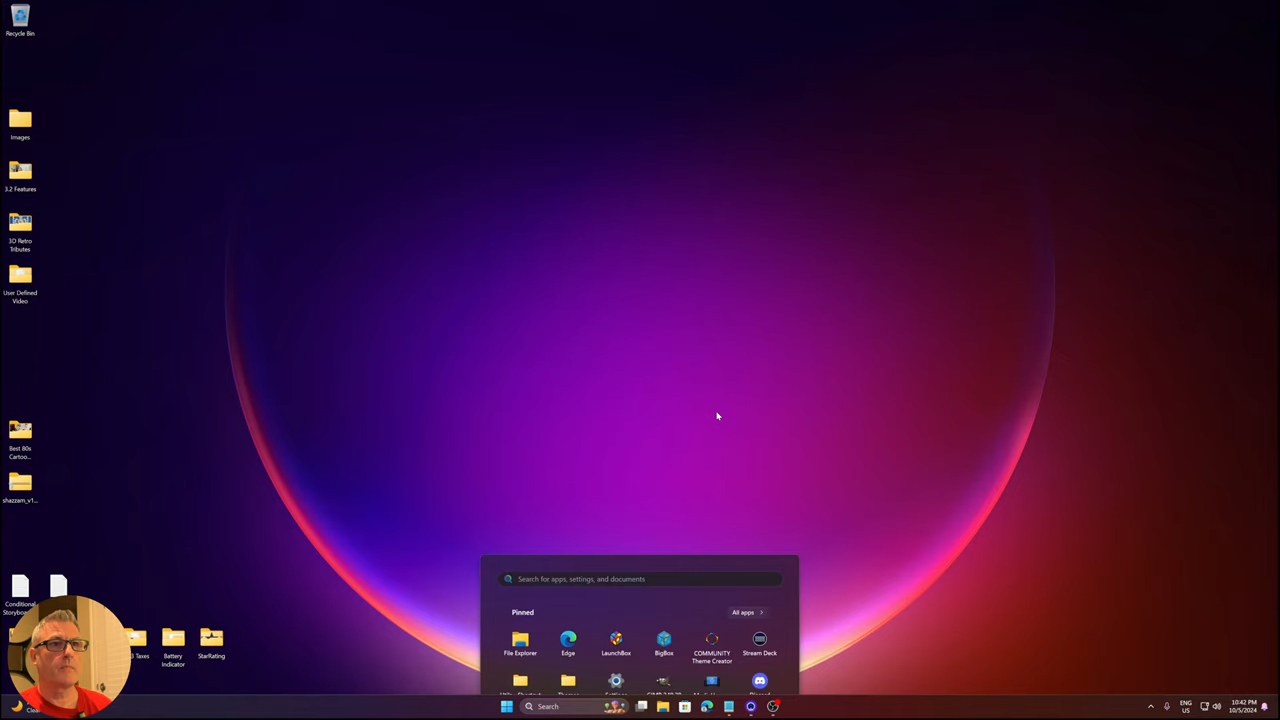 Recycle Bin
Images
3.2 Features
3D Retro
Tributes
User Defined
Video
Best 80s
Cartoo...
shazzam_v1...
Conditional
Taxes
Battery
Indicator
StarRating
Search for apps, settings, and documents
Pinned
All apps
File Explorer
Edge
LaunchBox
BigBox
COMMUNITY
Theme Creator
Stream Deck
Search
ENG
US
10:42 PM
10/5/2024